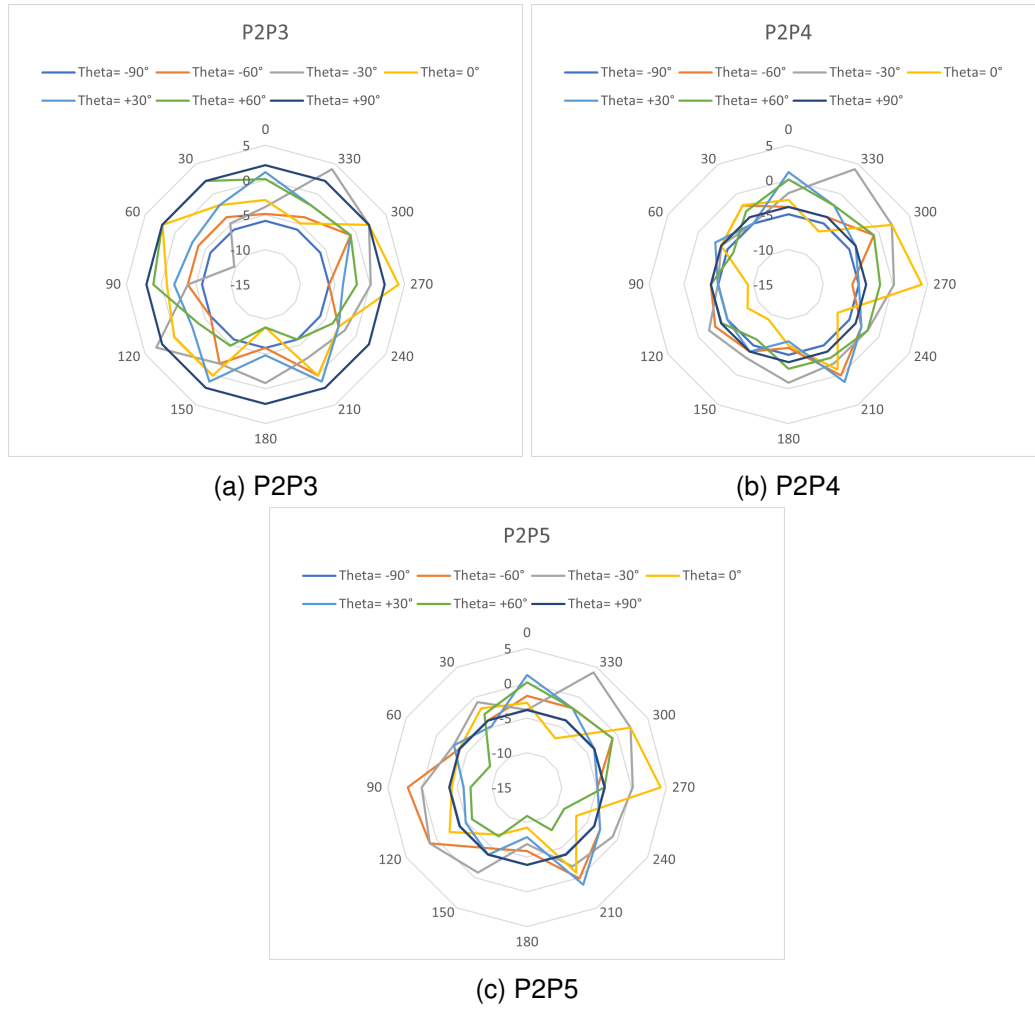 P2P3
Theta= -90° Theta= -60° Theta= -30° Theta= 0°
Theta= +30° Theta= +60° Theta= +90°
0
30 5 330
60 0 300
-5
-10
90 -15 270
120 240
150 210
180
(a) P2P3
P2P4
Theta= -90° Theta= -60° Theta= -30° Theta= 0°
Theta= +30° Theta= +60° Theta= +90°
0
30 5 330
60 0 300
-5
-10
90 -15 270
120 240
150 210
180
(b) P2P4
P2P5
Theta= -90° Theta= -60° Theta= -30° Theta= 0°
Theta= +30° Theta= +60° Theta= +90°
0
30 5 330
60 0 300
-5
-10
90 -15 270
120 240
150 210
180
(c) P2P5